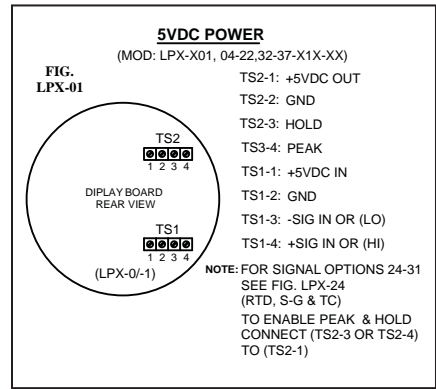 5VDC POWER
(MOD: LPX-X01, 04-22,32-37-X1X-XX)
FIG.
LPX-01
TS2-1: +5VDC OUT
TS2-2: GND
TS2-3: HOLD
TS3-4: PEAK
TS1-1: +5VDC IN
TS1-2: GND
TS1-3: -SIG IN OR (LO)
TS1-4: +SIG IN OR (HI)
TS2
1 2 3 4
DIPLAY BOARD
REAR VIEW
TS1
1 2 3 4
(LPX-0/-1)
NOTE: FOR SIGNAL OPTIONS 24-31
SEE FIG. LPX-24
(RTD, S-G & TC)
TO ENABLE PEAK & HOLD
CONNECT (TS2-3 OR TS2-4)
TO (TS2-1)